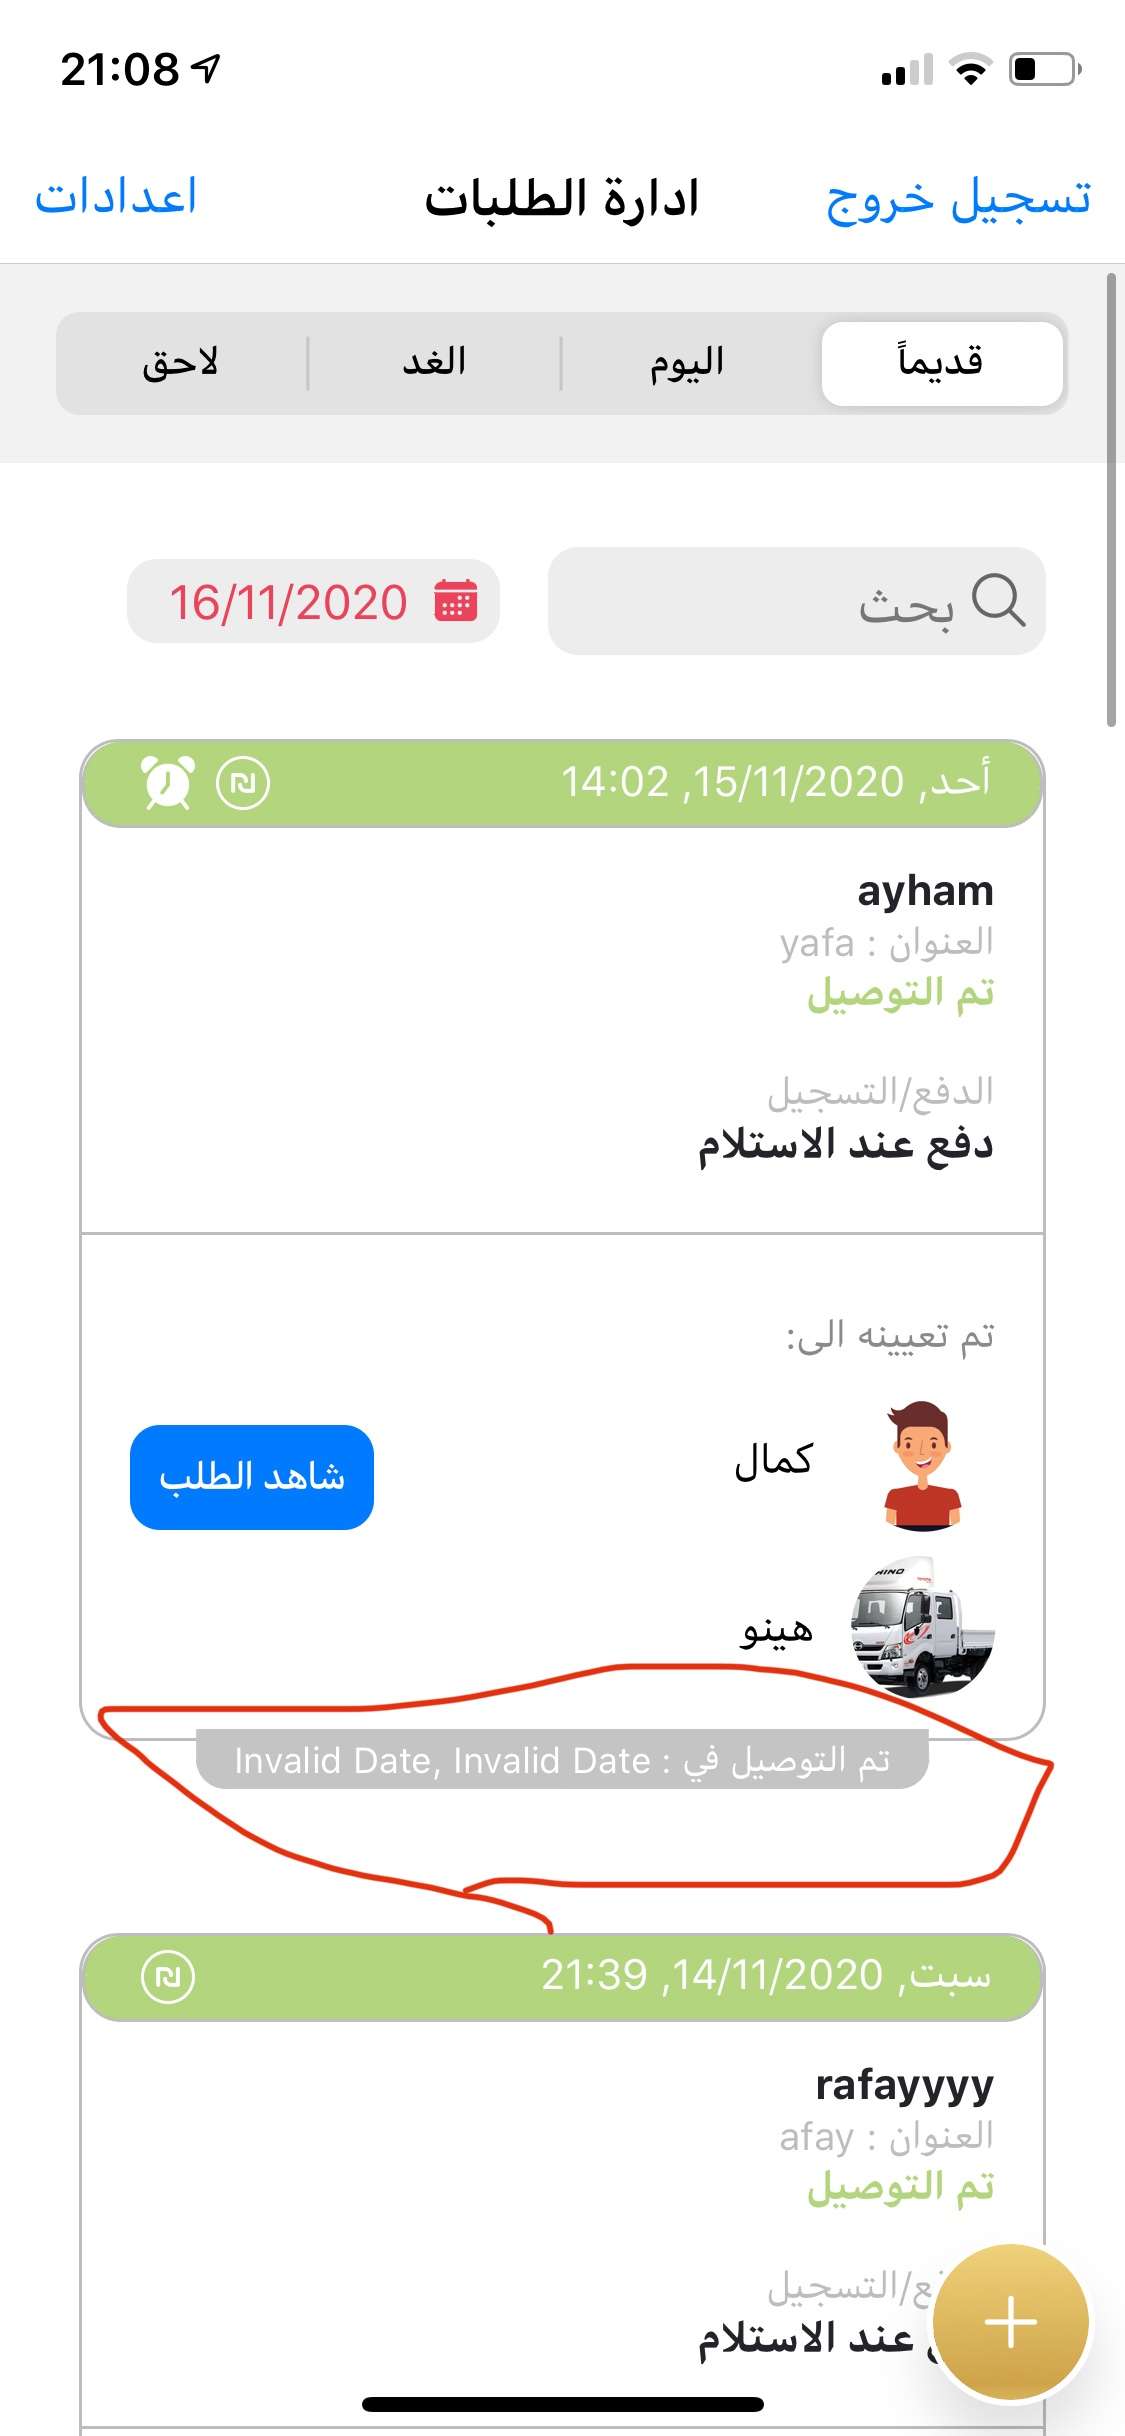 21:08
تسجيل خروج
ادارة الطلبات
اعدادات
قديماً
اليوم
الغد
لاحق
بحث
16/11/2020
أحد, 15/11/2020, 14:02
ayham
العنوان : yafa
تم التوصيل
الدفع/التسجيل
دفع عند الاستلام
تم تعيينه الى:
كمال
شاهد الطلب
HINO
هينو
تم التوصيل في : Invalid Date, Invalid Date
سبت, 14/11/2020, 21:39
rafayyyy
العنوان : afay
تم التوصيل
ع/التسجيل
عند الاستلام